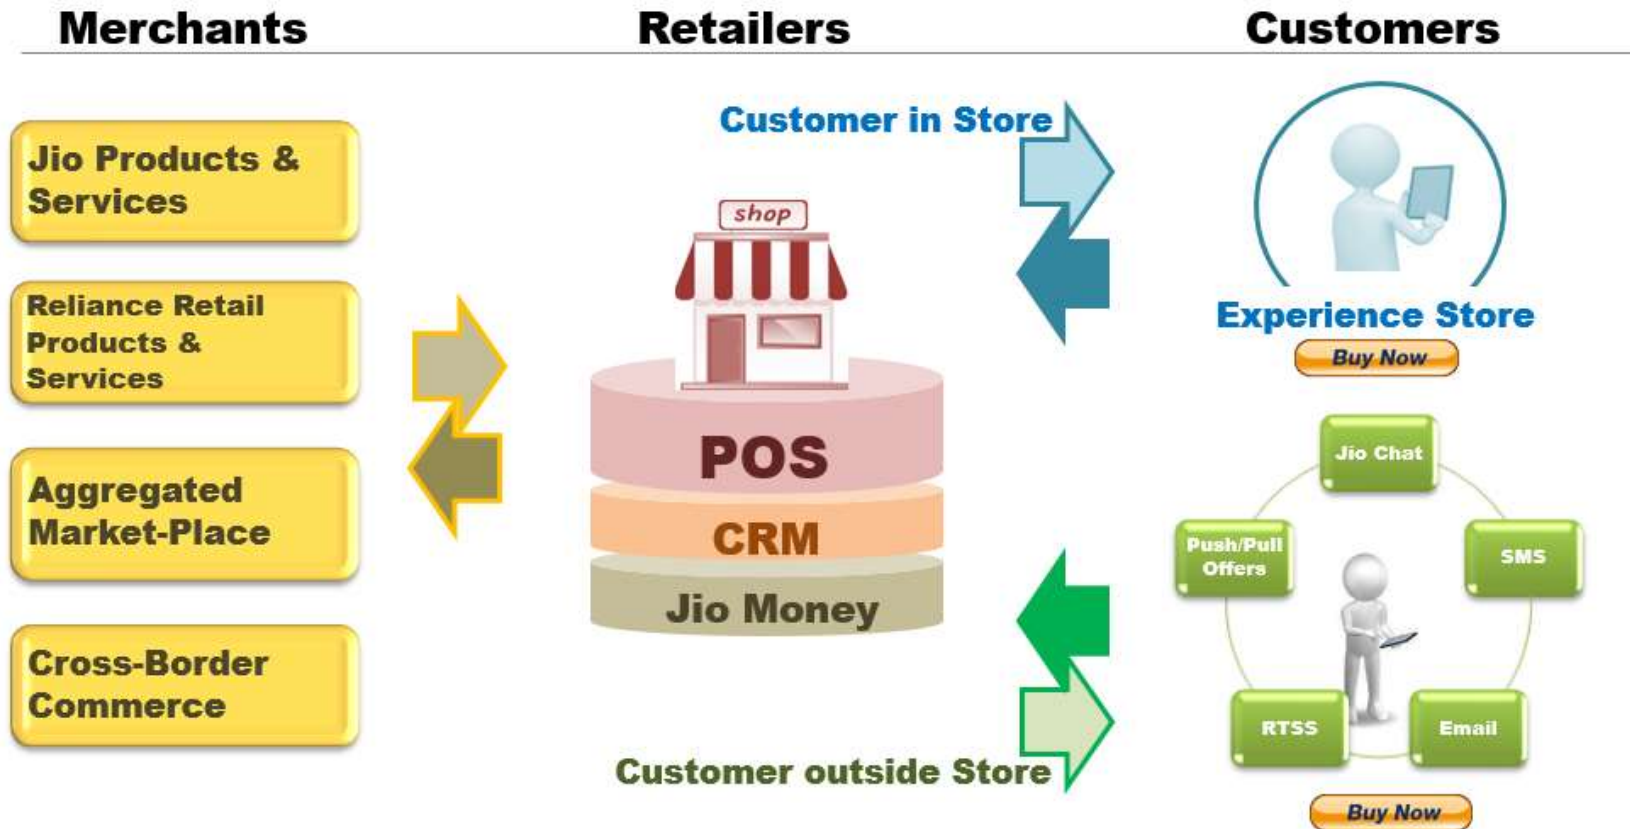 Merchants
Retailers
Customers
Jio Products &
Services
Reliance Retail
Products &
Services
Aggregated
Market-Place
Cross-Border
Commerce
Customer in Store
shop
POS
CRM
Jio Money
Customer outside Store
Experience Store
Buy Now
Jio Chat
Push/Pull
Offers
SMS
RTSS
Email
Buy Now